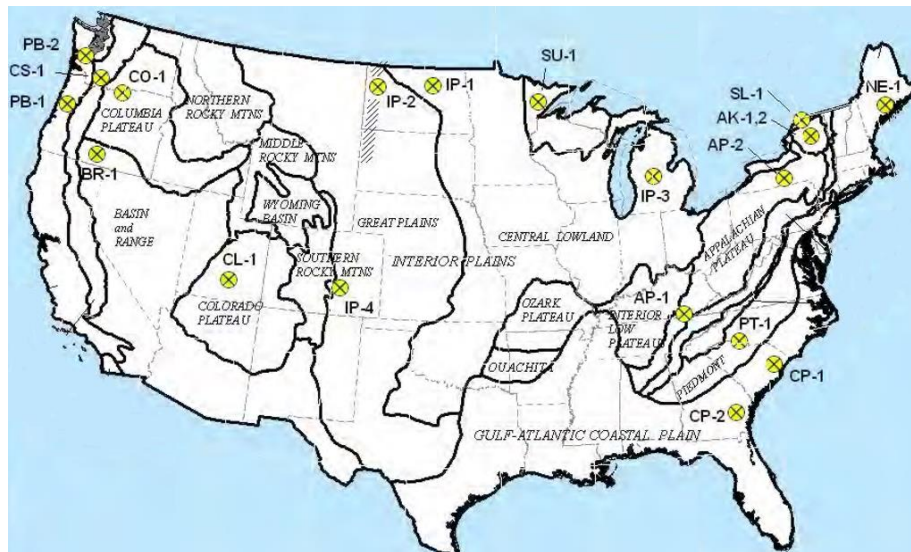 PB-2
SU-1
CS-1
CO-1
IP-1
NE-1
SL-1
IP-2
PB-1
COLUMBIA
PLATEAU
NORTHERN
ROCKY MTNS
AK-1,2
AP-2
MIDDLE
ROCKY MTNS
BR-1
IP-3
WYOMING
BASIN
BASIN
and
RANGE
GREAT PLAINS
CENTRAL LOWLAND
APPALACHIAN
PLATEAU
CL-1
SOUTHERN
ROCKY MTNS
INTERIOR PLAINS
COLORADO
PLATEAU
IP-4
OZARK
PLATEAU
AP-1
INTERIOR
LOW
PLATEAUS
PT-1
OUACHITA
PIEDMONT
CP-1
CP-2
GULF-ATLANTIC COASTAL PLAIN